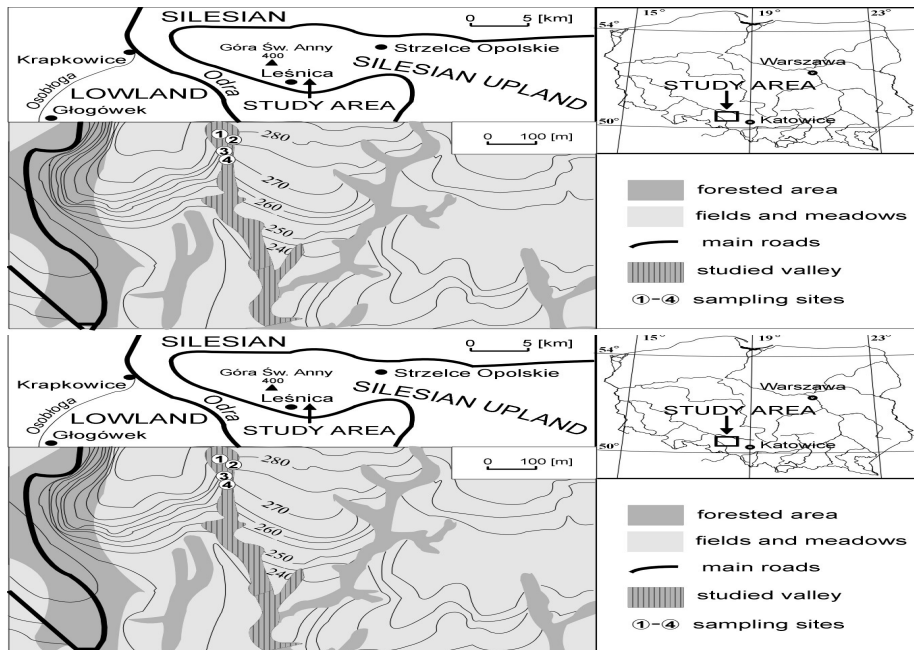 SILESIAN
0 5 [km]
Krapkowice
Góra Św. Anny
400
Strzelce Opolskie
Osobłoga
Odra
Leśnica
SILESIAN UPLAND
LOWLAND
STUDY AREA
Głogówek
1
2
3
4
280
0 100 [m]
270
260
250
240
15° 19° 23°
54°
Warszawa
STUDY AREA
50°
Katowice
forested area
fields and meadows
main roads
studied valley
1-4 sampling sites
SILESIAN
0 5 [km]
Krapkowice
Góra Św. Anny
400
Strzelce Opolskie
Osobłoga
Odra
Leśnica
SILESIAN UPLAND
LOWLAND
STUDY AREA
Głogówek
1
2
3
4
280
0 100 [m]
270
260
250
240
15° 19° 23°
54°
Warszawa
STUDY AREA
50°
Katowice
forested area
fields and meadows
main roads
studied valley
1-4 sampling sites